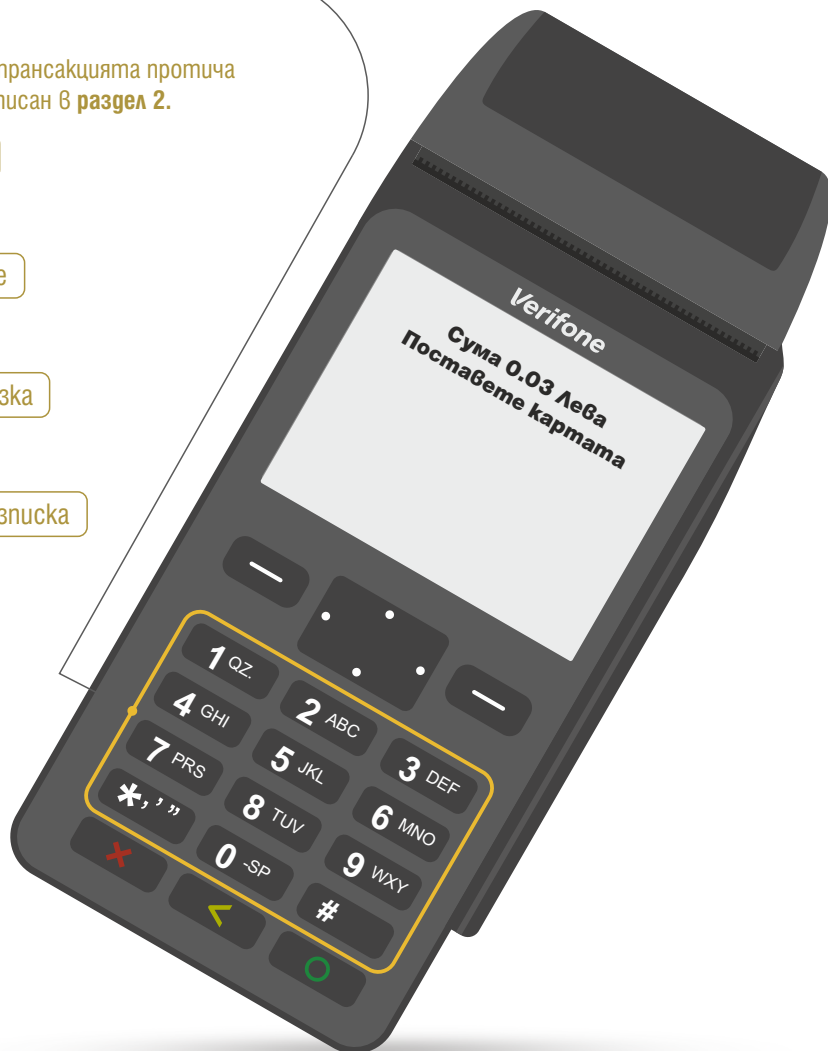 трансакцията протича
писан в раздел 2.
е
зка
зписка
Verifone
Сума 0.03 Лева
Поставете картата
1 QZ.
2 ABC
3 DEF
4 GHI
5 JKL
6 MNO
7 PRS
8 TUV
9 WXY
*,’”
0 -SP
#